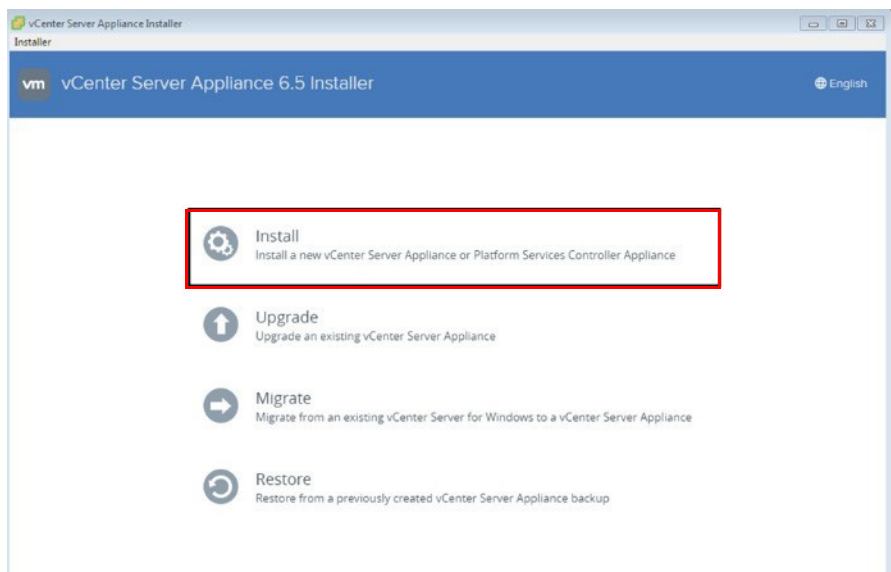 vCenter Server Appliance Installer
Installer
vm vCenter Server Appliance 6.5 Installer English
Install
Install a new vCenter Server Appliance or Platform Services Controller Appliance
Upgrade
Upgrade an existing vCenter Server Appliance
Migrate
Migrate from an existing vCenter Server for Windows to a vCenter Server Appliance
Restore
Restore from a previously created vCenter Server Appliance backup